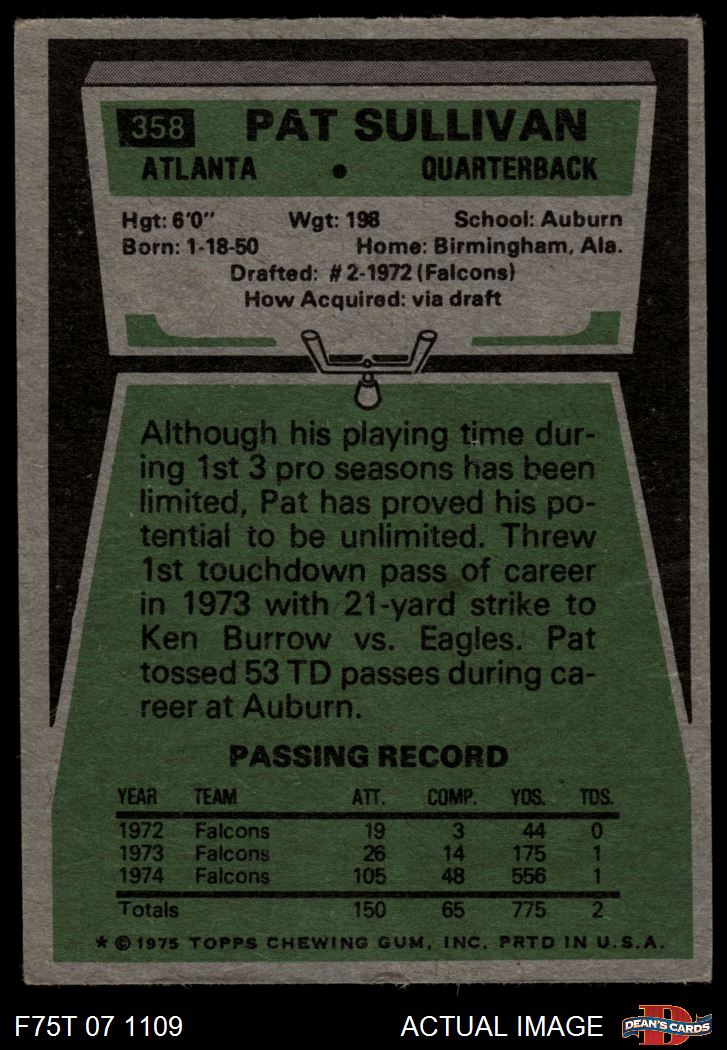 358 PAT SULLIVAN
ATLANTA • QUARTERBACK
Hgt: 6'0" Wgt: 198 School: Auburn
Born: 1-18-50 Home: Birmingham, Ala.
Drafted: #2-1972 (Falcons)
How Acquired: via draft
Although his playing time dur-
ing 1st 3 pro seasons has been
limited, Pat has proved his po-
tential to be unlimited. Threw
1st touchdown pass of career
in 1973 with 21-yard strike to
Ken Burrow vs. Eagles. Pat
tossed 53 TD passes during ca-
reer at Auburn.
PASSING RECORD
YEAR TEAM ATT. COMP. YDS. TDS.
1972 Falcons 19 3 44 0
1973 Falcons 26 14 175 1
1974 Falcons 105 48 556 1
Totals 150 65 775 2
* © 1975 TOPPS CHEWING GUM, INC. PRTD IN U.S.A.
F75T 07 1109 ACTUAL IMAGE D DEAN'S CARDS